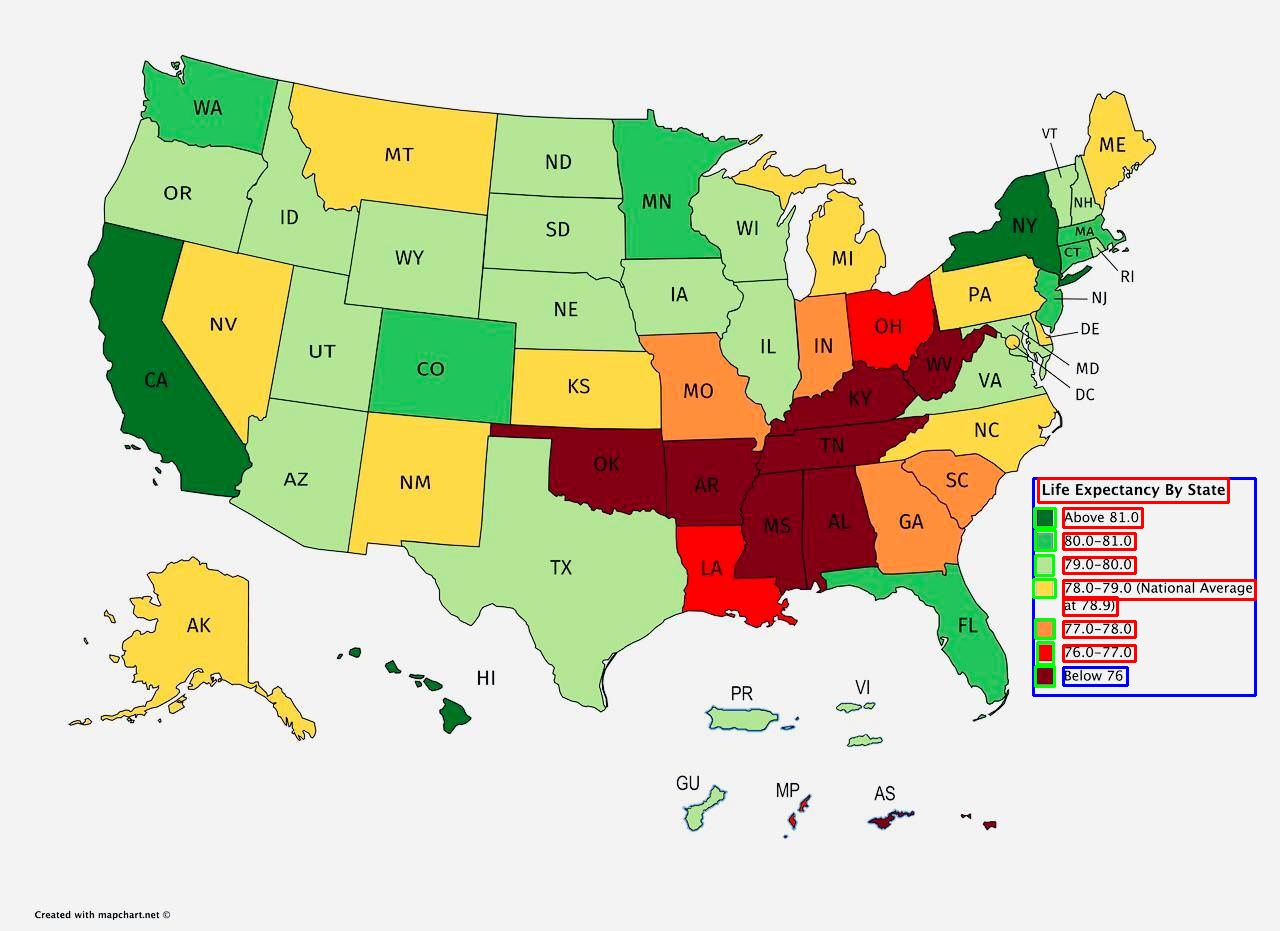 WA
MT
ND
MN
VT
ME
OR
ID
SD
WI
NH
NY
MA
CT
WY
MI
RI
NE
IA
PA
NJ
NV
UT
CO
IL
IN
OH
DE
MD
DC
CA
KS
MO
WV
VA
KY
AZ
NM
OK
TN
NC
AR
SC
MS
AL
GA
TX
LA
FL
AK
HI
Life Expectancy By State
Above 81.0
80.0-81.0
79.0-80.0
78.0-79.0 (National Average
at 78.9)
77.0-78.0
76.0-77.0
Below 76
PR
VI
GU
MP
AS
Created with mapchart.net ©